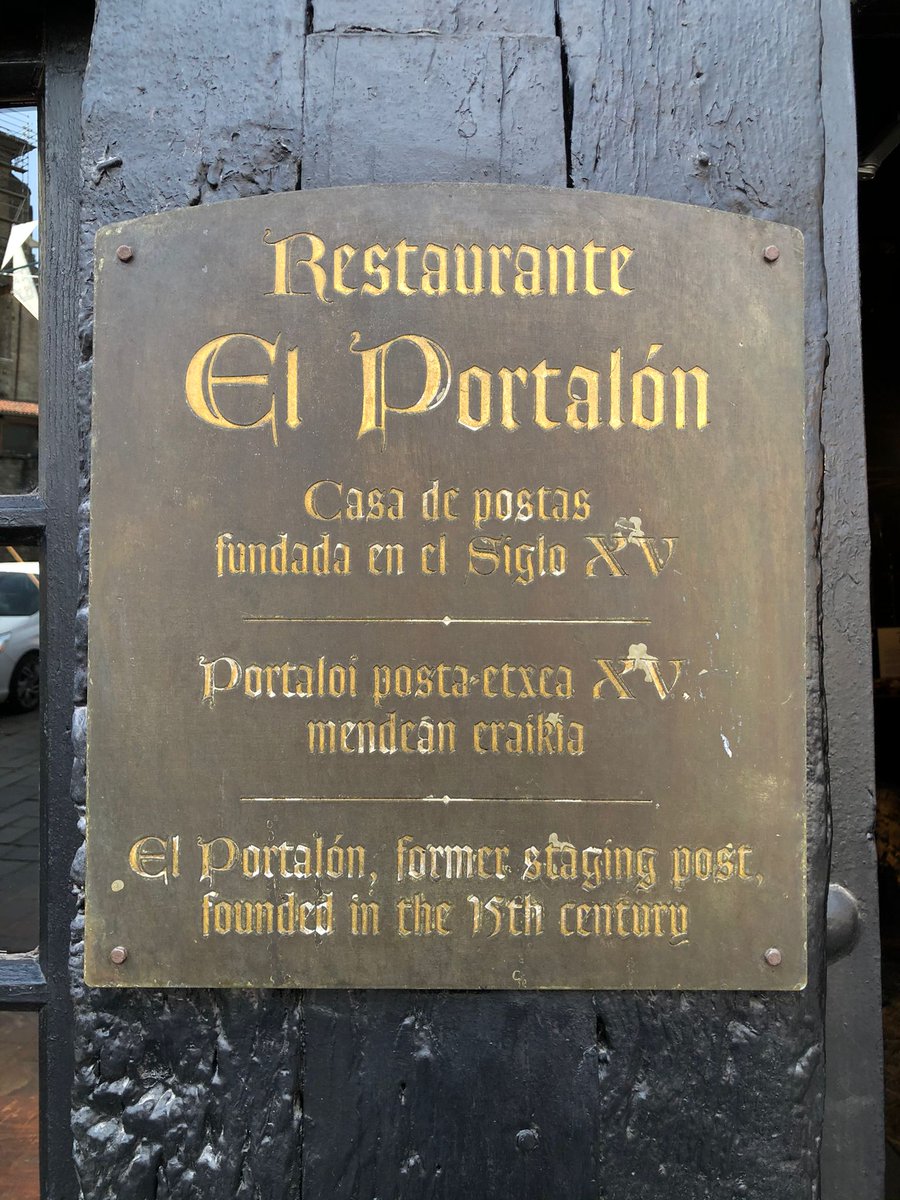 Restaurante
El Portalón
Casa de postas
fundada en el Siglo XV
Portaloi posta-etxea XV.
mendeán eraikia
El Portalón, former staging post,
founded in the 15th century